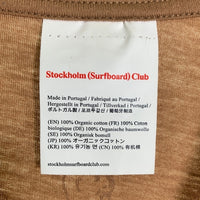 Stockholm (Surfboard) Club
Made in Portugal / Fabriqué au Portugal /
Hergestellt in Portugal / Tillverkad i Portugal /
ポルトガル製 / 포르투갈산 / 葡萄牙制造
(EN) 100% Organic cotton (FR) 100% Coton
biologique (DE) 100% Organische baumwolle
(SE) 100% Organisk bomull
(JP) 100% オーガニックコットン
(KR) 100% 유기농 면 (CN) 100% 有机棉
stockholmsurfboardclub.com